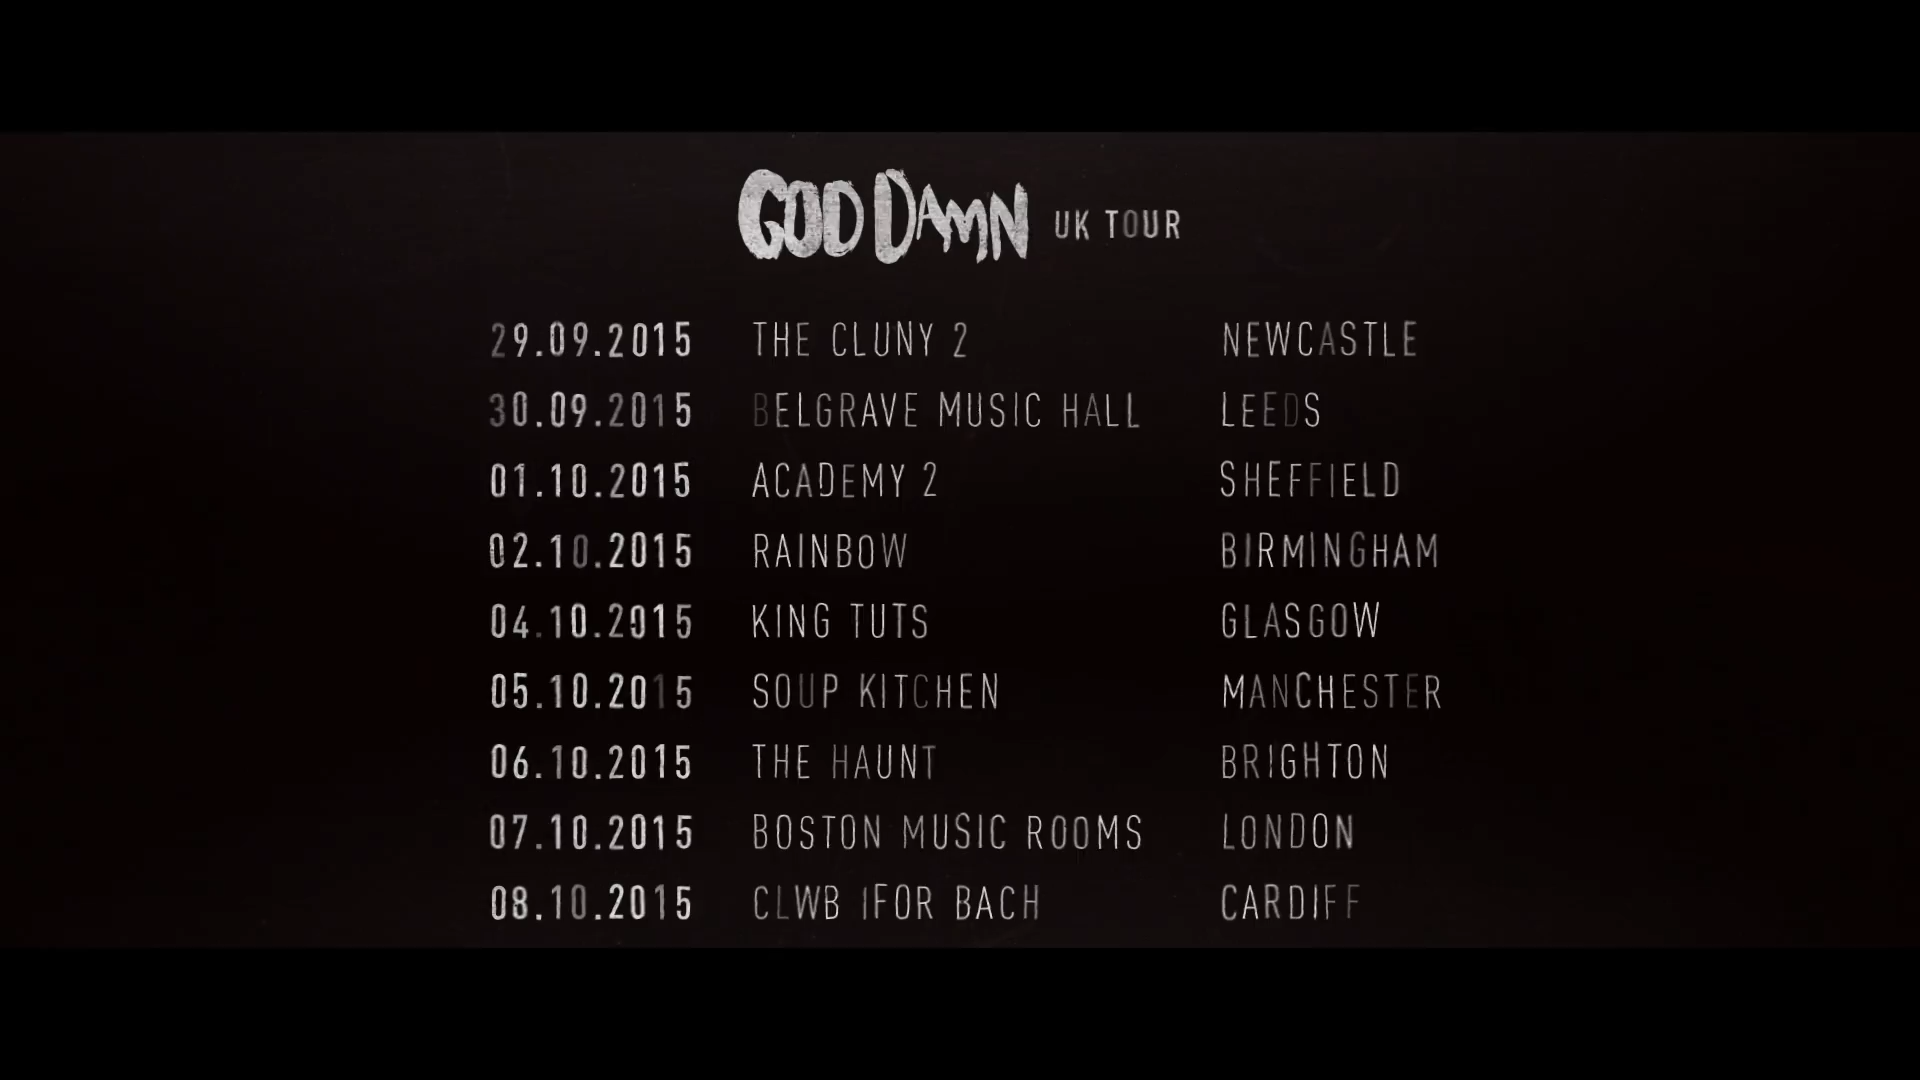 GOD DAMN UK TOUR
29.09.2015 THE CLUNY 2 NEWCASTLE
30.09.2015 BELGRAVE MUSIC HALL LEEDS
01.10.2015 ACADEMY 2 SHEFFIELD
02.10.2015 RAINBOW BIRMINGHAM
04.10.2015 KING TUTS GLASGOW
05.10.2015 SOUP KITCHEN MANCHESTER
06.10.2015 THE HAUNT BRIGHTON
07.10.2015 BOSTON MUSIC ROOMS LONDON
08.10.2015 CLWB IFOR BACH CARDIFF